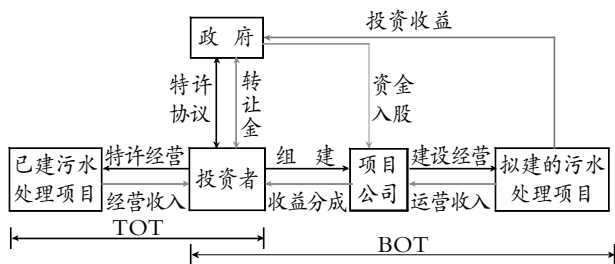 投资收益
政 府
特许
协议
转
让
金
资金
入股
已建污水
处理项目
特许经营
经营收入
投资者
组 建
收益分成
项目
公司
建设经营
运营收入
拟建的污水
处理项目
TOT
BOT